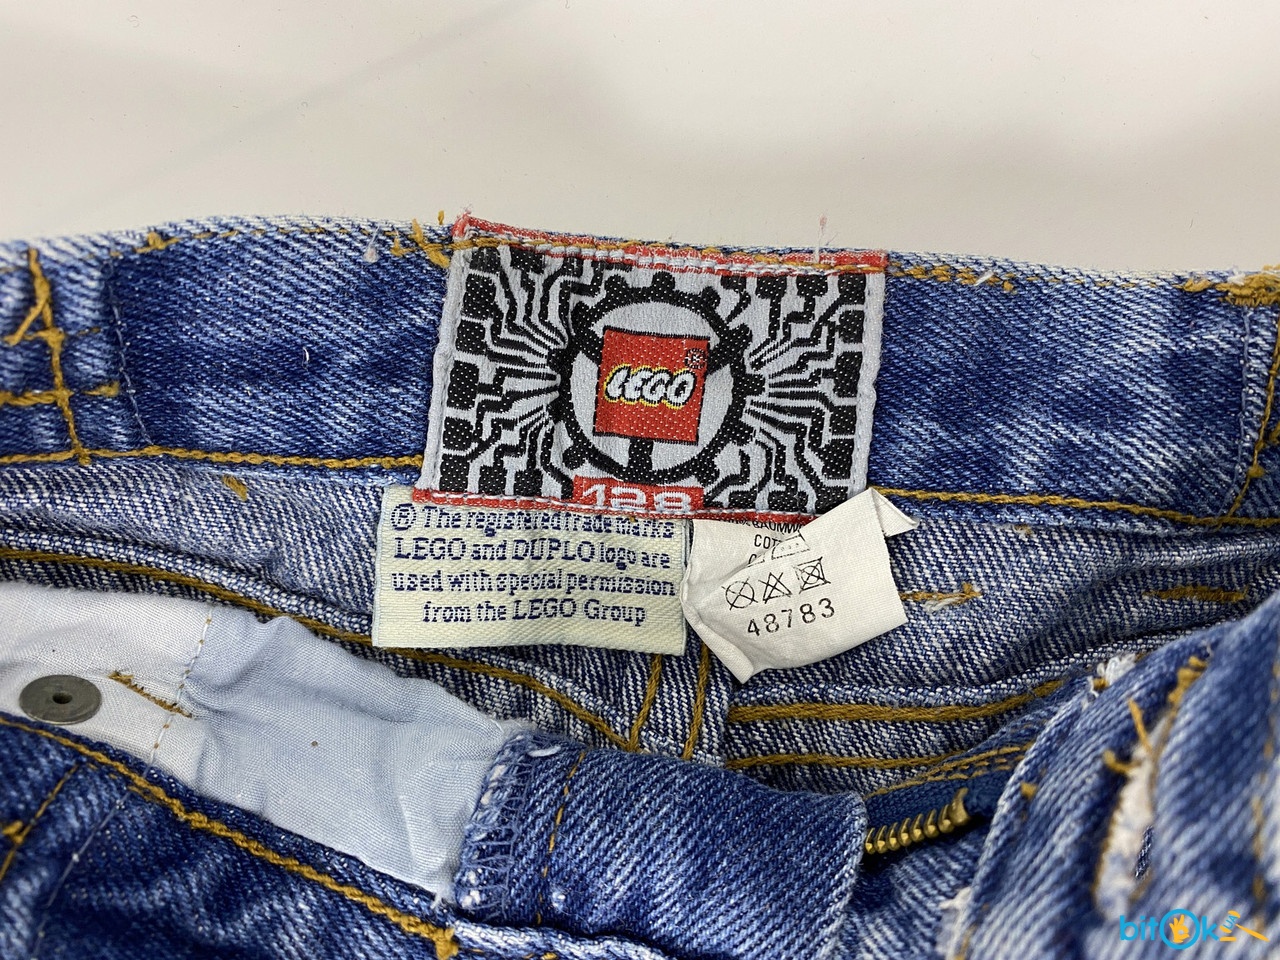 LEGO
128
® The registered trade marks
LEGO and DUPLO logo are
used with special permission
from the LEGO Group
48783
bitOk